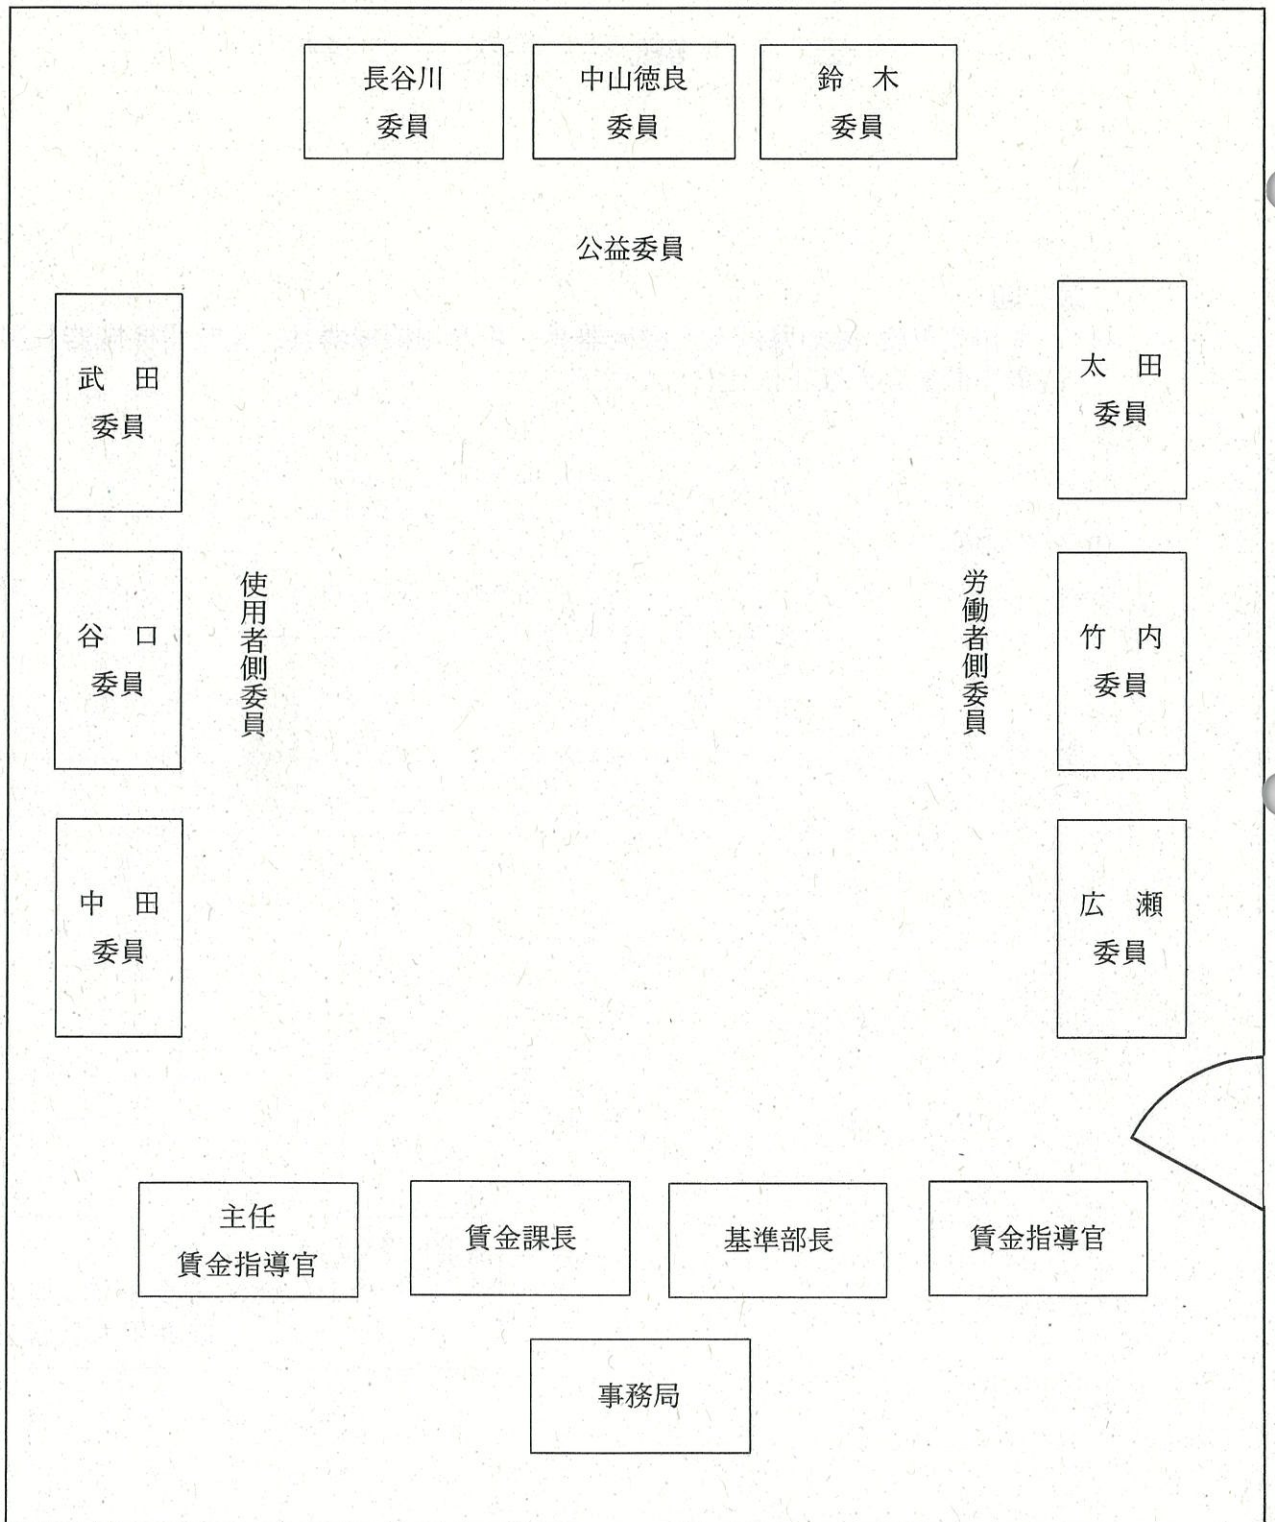 長谷川
委員
中山徳良
委員
鈴　木
委員
公益委員
武　田
委員
太　田
委員
谷　口
委員
使用者側委員
労働者側委員
竹　内
委員
中　田
委員
広　瀬
委員
主任
賃金指導官
賃金課長
基準部長
賃金指導官
事務局